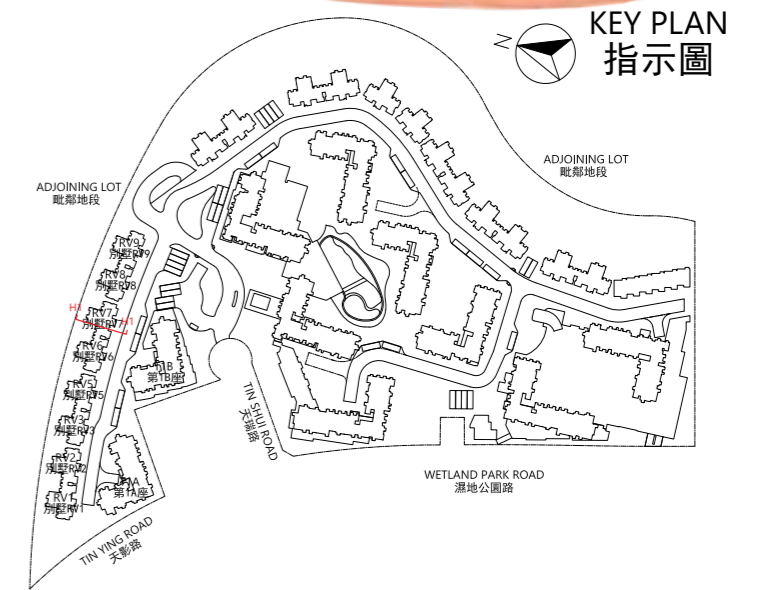 KEY PLAN
指示圖
N
ADJOINING LOT
毗鄰地段
ADJOINING LOT
毗鄰地段
RV9
別墅RV9
RV8
別墅RV8
H1
RV7
別墅RV7
H1
RV6
別墅RV6
RV5
別墅RV5
RV3
別墅RV3
RV2
別墅RV2
RV1
別墅RV1
第1B座
第1A座
TIN SHUI ROAD
天瑞路
WETLAND PARK ROAD
濕地公園路
TIN YING ROAD
天影路